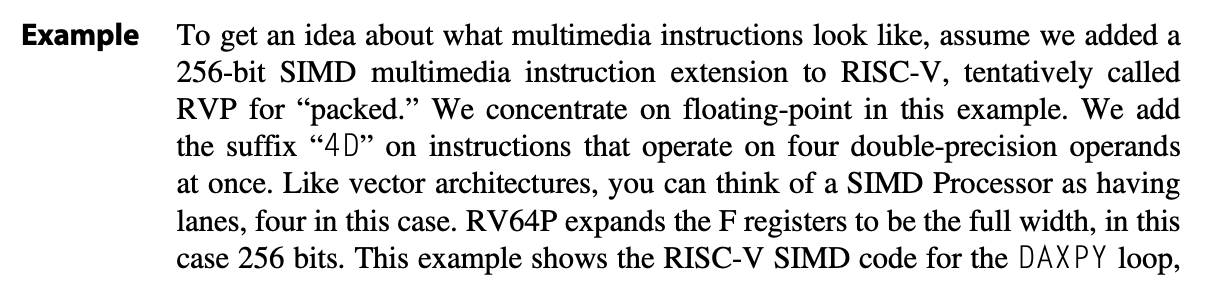 Example To get an idea about what multimedia instructions look like, assume we added a
256-bit SIMD multimedia instruction extension to RISC-V, tentatively called
RVP for “packed.” We concentrate on floating-point in this example. We add
the suffix “4D” on instructions that operate on four double-precision operands
at once. Like vector architectures, you can think of a SIMD Processor as having
lanes, four in this case. RV64P expands the F registers to be the full width, in this
case 256 bits. This example shows the RISC-V SIMD code for the DAXPY loop,